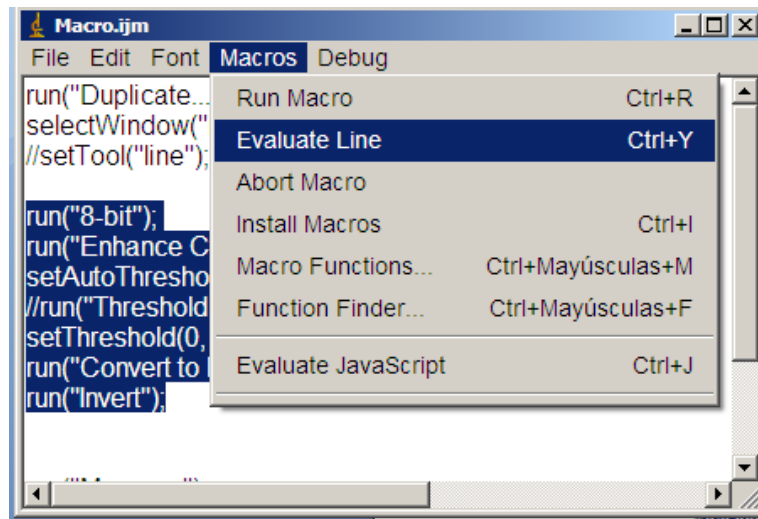 Macro.ijm
File Edit Font Macros Debug
run("Duplicate...
selectWindow("
//setTool("line");
run("8-bit");
run("Enhance C
setAutoThresho
//run("Threshold
setThreshold(0,
run("Convert to
run("Invert");
Run Macro Ctrl+R
Evaluate Line Ctrl+Y
Abort Macro
Install Macros Ctrl+I
Macro Functions... Ctrl+Mayúsculas+M
Function Finder... Ctrl+Mayúsculas+F
Evaluate JavaScript Ctrl+J